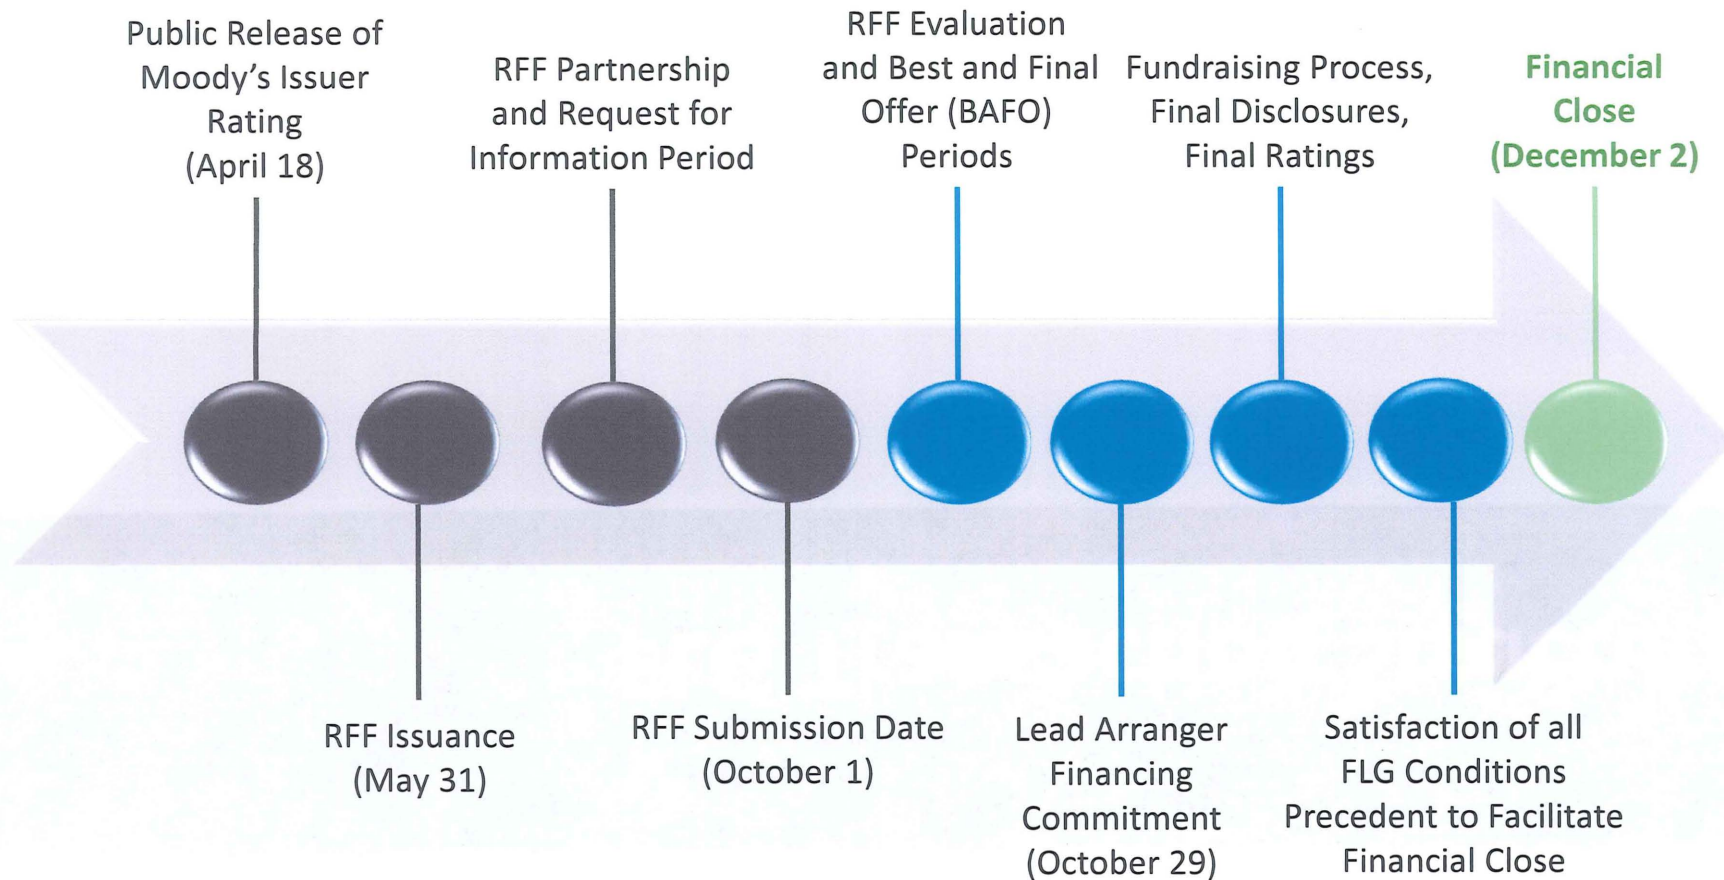 Public Release of
Moody's Issuer
Rating
(April 18)
RFF Issuance
(May 31)
RFF Partnership
and Request for
Information Period
RFF Submission Date
(October 1)
RFF Evaluation
and Best and Final
Offer (BAFO)
Periods
Lead Arranger
Financing
Commitment
(October 29)
Fundraising Process,
Final Disclosures,
Final Ratings
Satisfaction of all
FLG Conditions
Precedent to Facilitate
Financial Close
Financial
Close
(December 2)